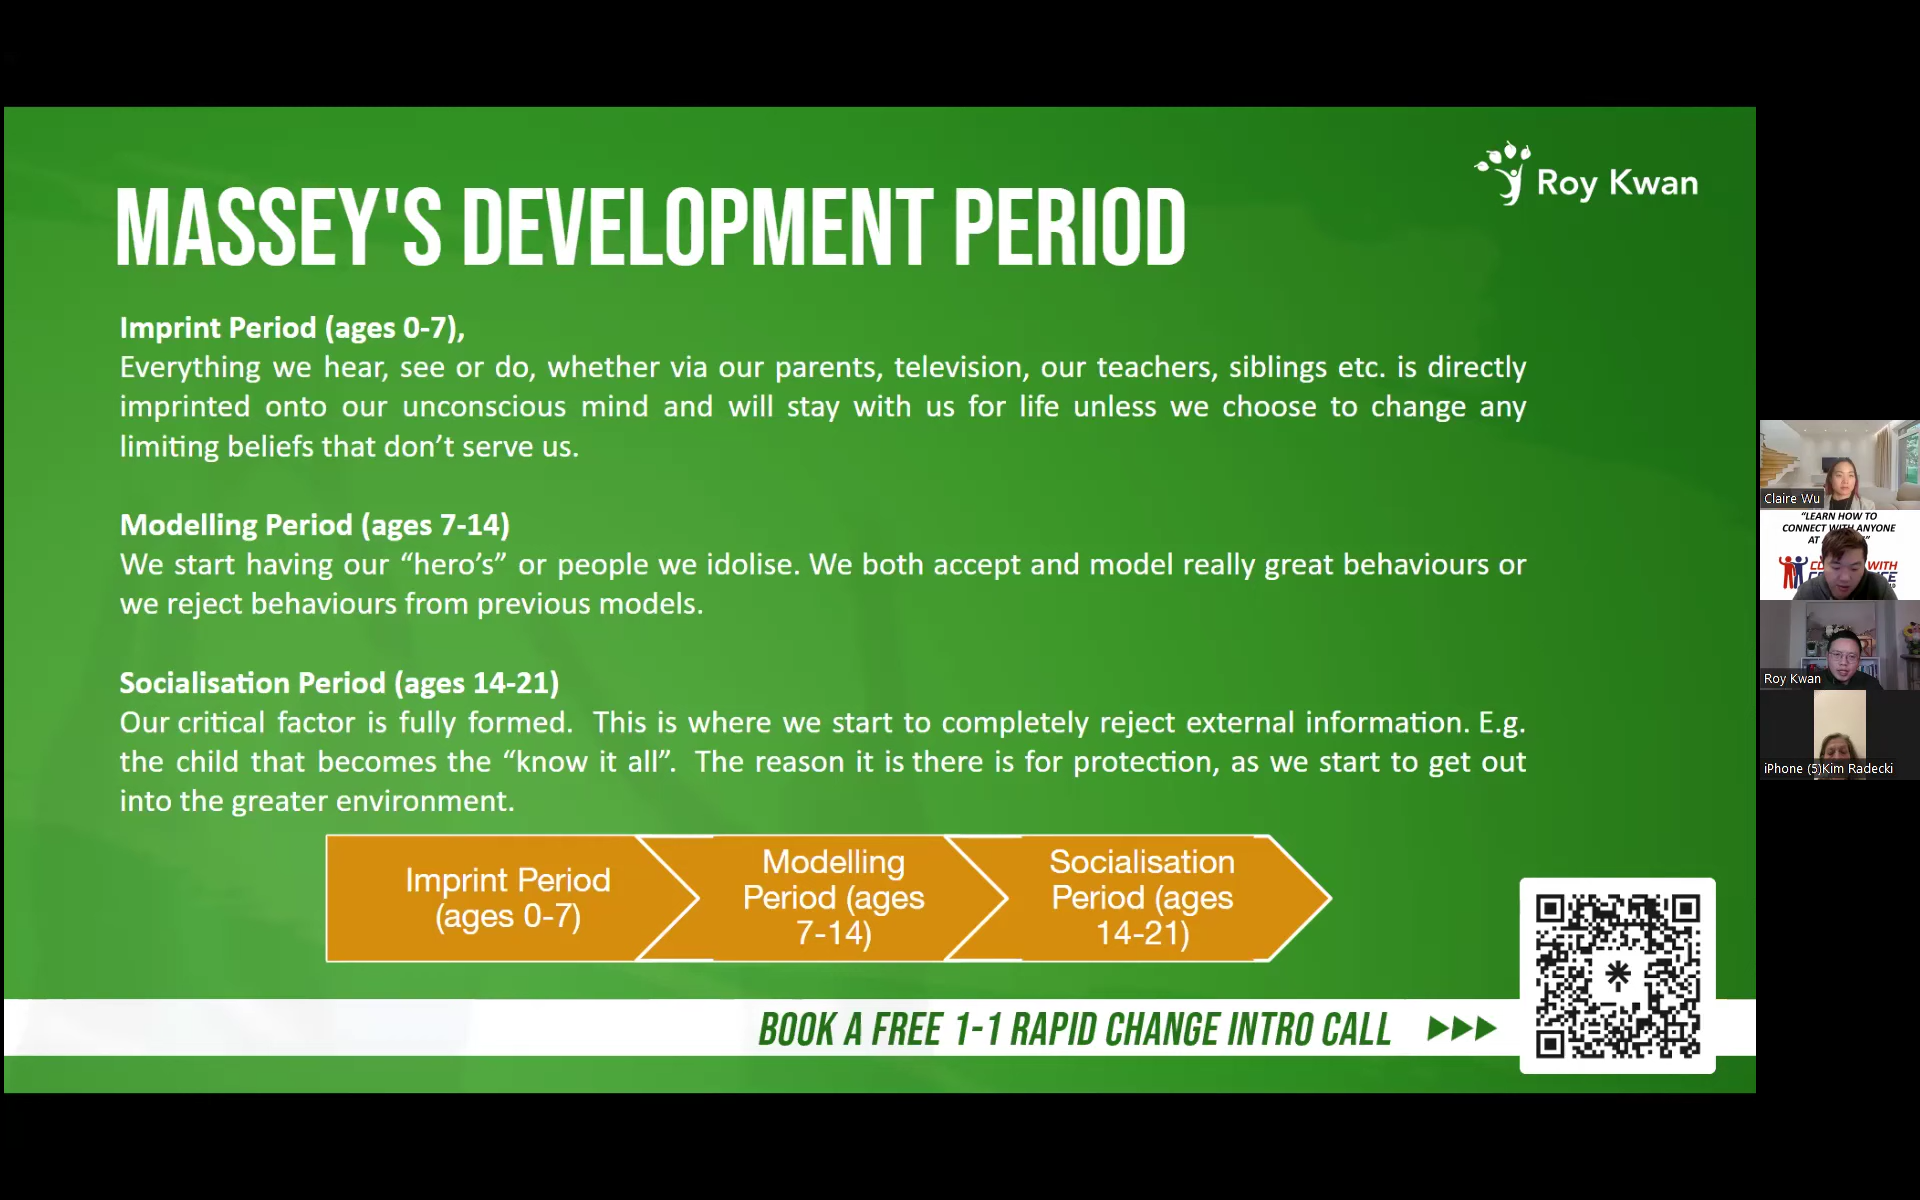 Roy Kwan
MASSEY'S DEVELOPMENT PERIOD
Imprint Period (ages 0-7),
Everything we hear, see or do, whether via our parents, television, our teachers, siblings etc. is directly
imprinted onto our unconscious mind and will stay with us for life unless we choose to change any
limiting beliefs that don’t serve us.
Modelling Period (ages 7-14)
We start having our “hero’s” or people we idolise. We both accept and model really great behaviours or
we reject behaviours from previous models.
Socialisation Period (ages 14-21)
Our critical factor is fully formed. This is where we start to completely reject external information. E.g.
the child that becomes the “know it all”. The reason it is there is for protection, as we start to get out
into the greater environment.
Imprint Period
(ages 0-7)
Modelling
Period (ages
7-14)
Socialisation
Period (ages
14-21)
BOOK A FREE 1-1 RAPID CHANGE INTRO CALL
Claire Wu
“LEARN HOW TO
CONNECT WITH ANYONE
AT
WITH
Roy Kwan
iPhone (5)Kim Radecki